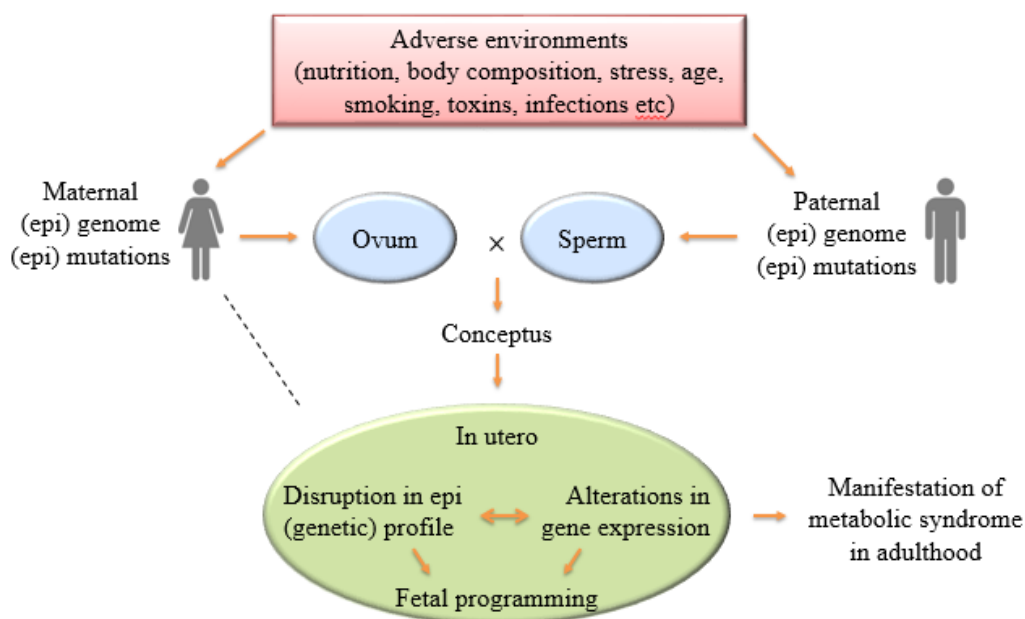 Adverse environments
(nutrition, body composition, stress, age,
smoking, toxins, infections etc)
Maternal
(epi) genome
(epi) mutations
Ovum
×
Sperm
Paternal
(epi) genome
(epi) mutations
Conceptus
In utero
Disruption in epi
(genetic) profile
Alterations in
gene expression
Fetal programming
Manifestation of
metabolic syndrome
in adulthood